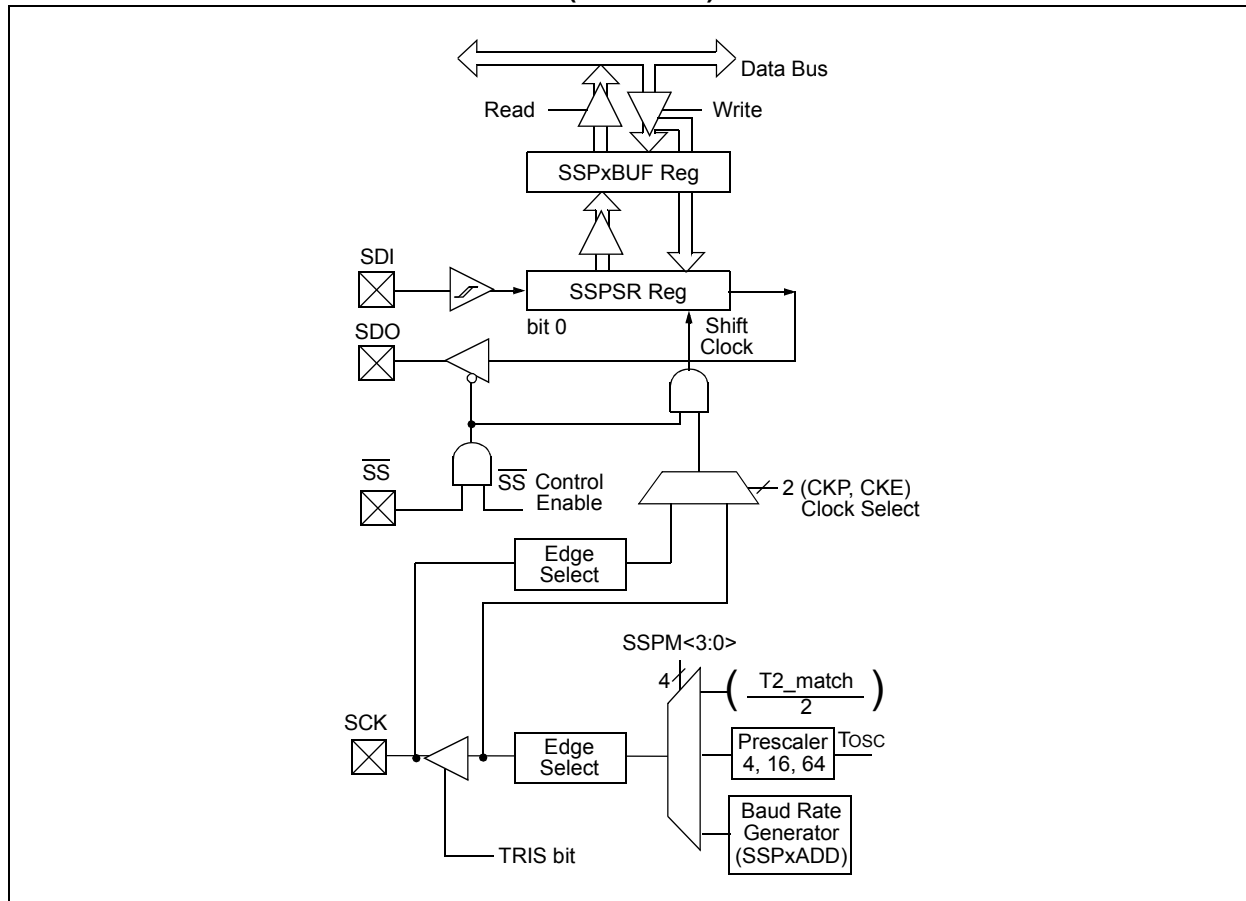 Data Bus
Read
Write
SSPxBUF Reg
SDI
SSPSR Reg
bit 0
Shift
Clock
SDO
SS
SS Control
Enable
2 (CKP, CKE)
Clock Select
Edge
Select
SSPM<3:0>
4
( T2_match )
2
SCK
Edge
Select
Prescaler
4, 16, 64
TOSC
Baud Rate
Generator
(SSPxADD)
TRIS bit